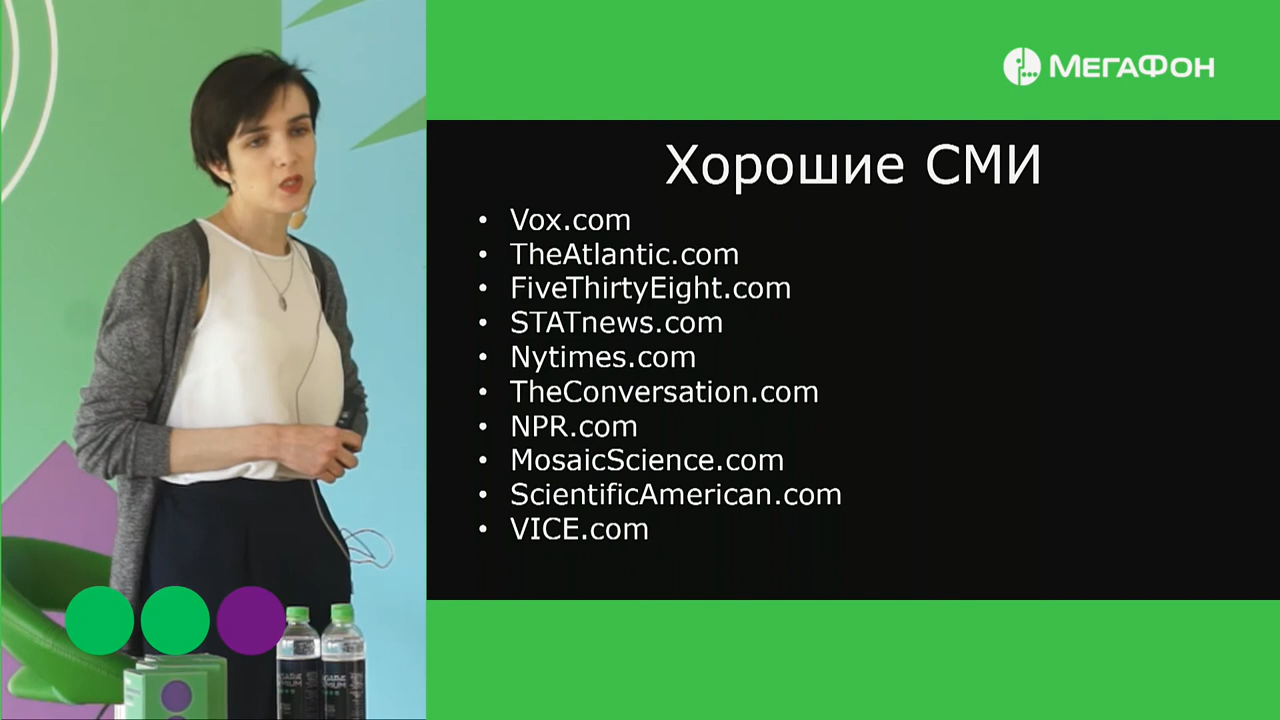 МегаФон
Хорошие СМИ
• Vox.com
• TheAtlantic.com
• FiveThirtyEight.com
• STATnews.com
• Nytimes.com
• TheConversation.com
• NPR.com
• MosaicScience.com
• ScientificAmerican.com
• VICE.com